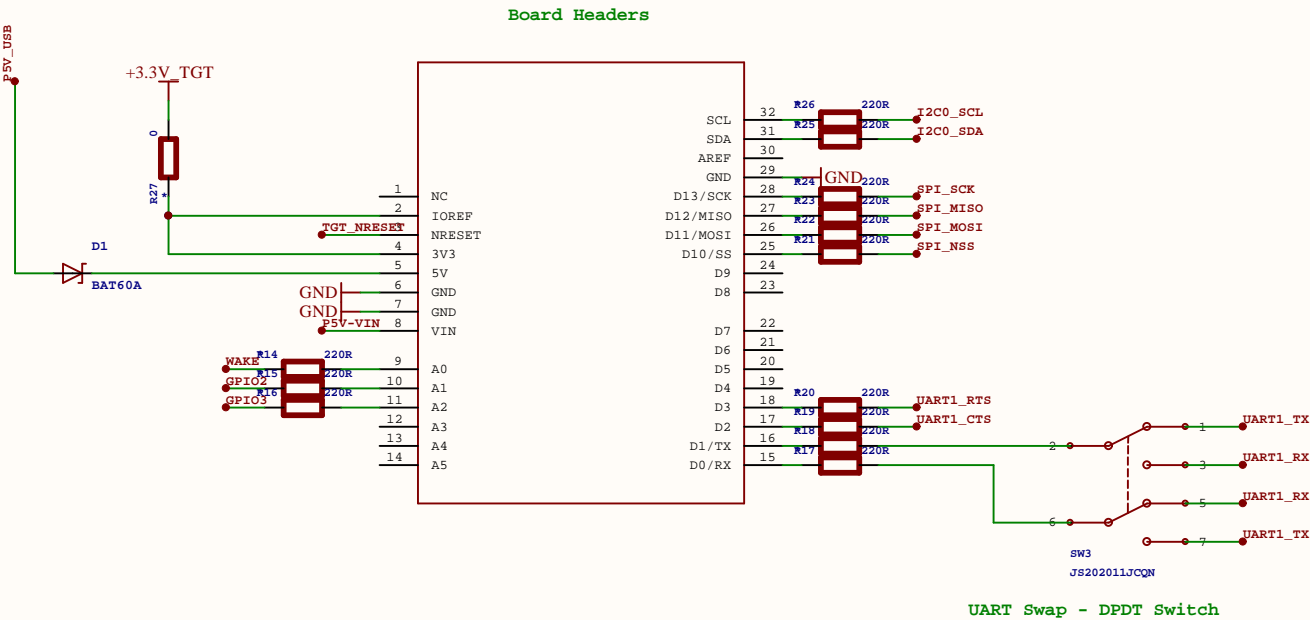 Board Headers
P5V_USB
+3.3V_TGT
0
R27 *
D1
BAT60A
TGT_NRESET
GND
GND
P5V-VIN
WAKE R14 220R
GPIO2 R15 220R
GPIO3 R16 220R
1 NC
2 IOREF
3 NRESET
4 3V3
5 5V
6 GND
7 GND
8 VIN
9 A0
10 A1
11 A2
12 A3
13 A4
14 A5
SCL 32 R26 220R I2C0_SCL
SDA 31 R25 220R I2C0_SDA
AREF 30
GND 29 GND
D13/SCK 28 R24 220R SPI_SCK
D12/MISO 27 R23 220R SPI_MISO
D11/MOSI 26 R22 220R SPI_MOSI
D10/SS 25 R21 220R SPI_NSS
D9 24
D8 23
D7 22
D6 21
D5 20
D4 19
D3 18 R20 220R UART1_RTS
D2 17 R19 220R UART1_CTS
D1/TX 16 R18 220R
D0/RX 15 R17 220R
2
6
1 UART1_TX
3 UART1_RX
5 UART1_RX
7 UART1_TX
SW3
JS202011JCQN
UART Swap - DPDT Switch